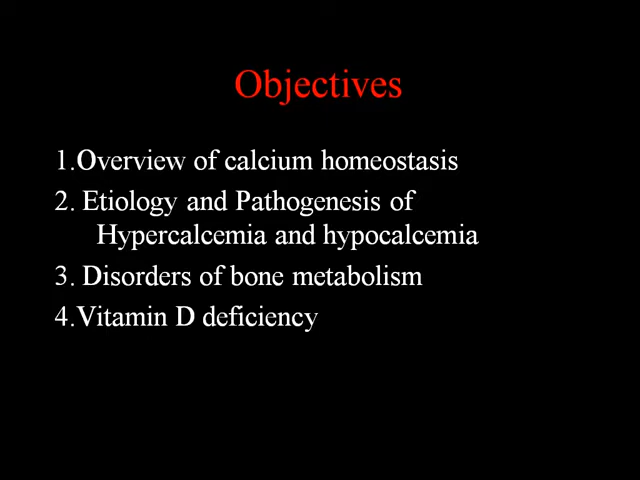 Objectives
1.Overview of calcium homeostasis
2. Etiology and Pathogenesis of
Hypercalcemia and hypocalcemia
3. Disorders of bone metabolism
4.Vitamin D deficiency